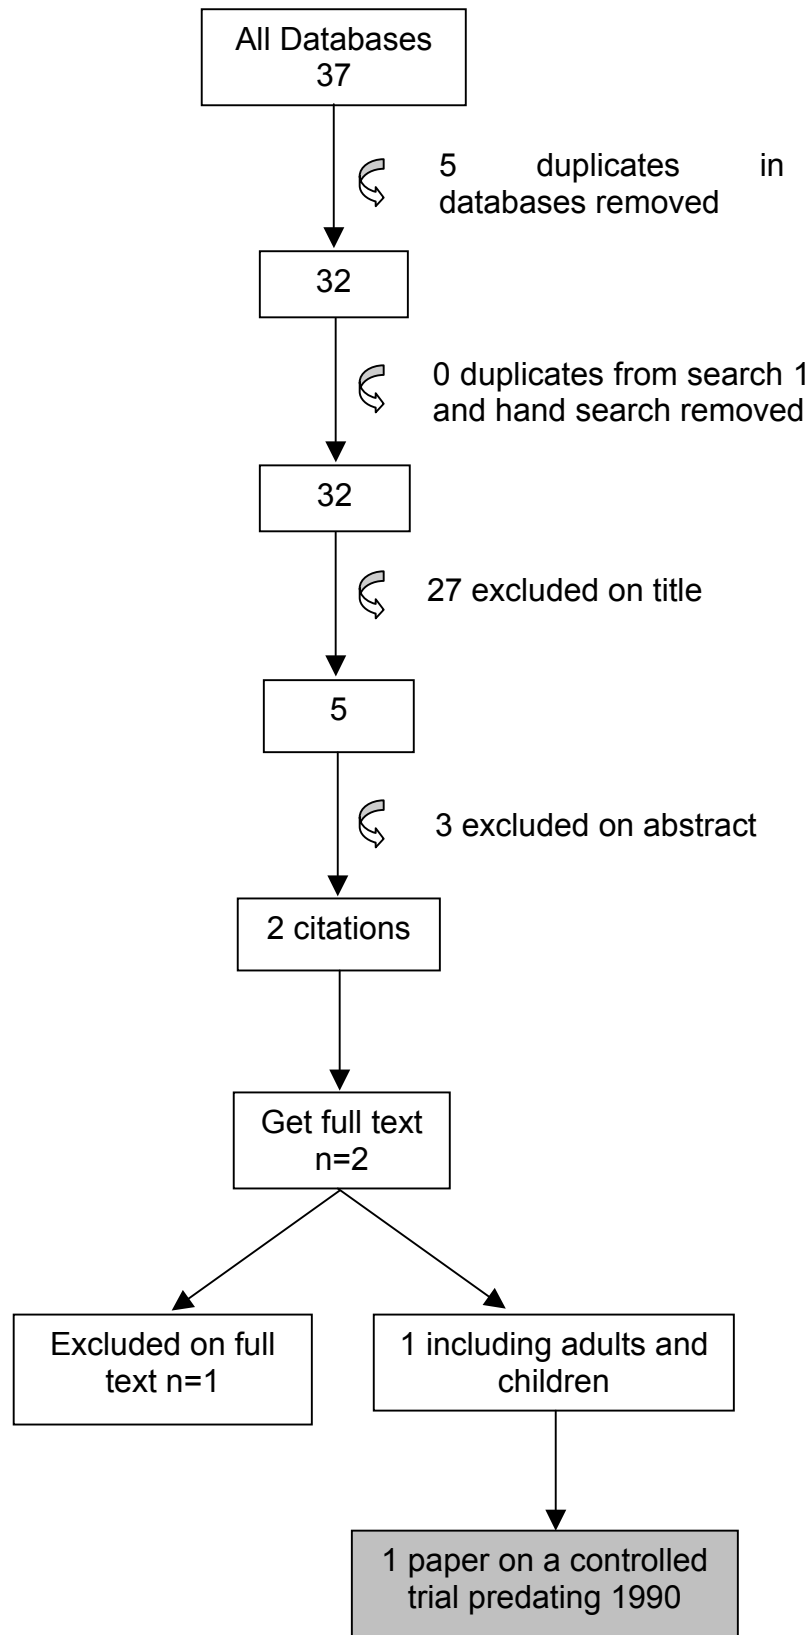 All Databases
37
5 duplicates in
databases removed
32
0 duplicates from search 1
and hand search removed
32
27 excluded on title
5
3 excluded on abstract
2 citations
Get full text
n=2
Excluded on full
text n=1
1 including adults and
children
1 paper on a controlled
trial predating 1990